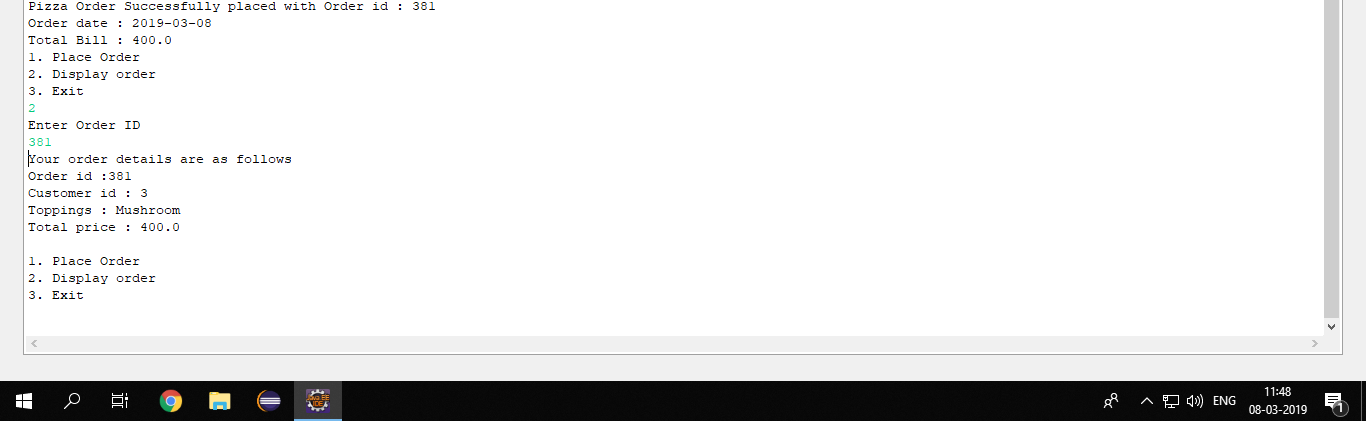 Pizza Order Successfully placed with Order id : 381
Order date : 2019-03-08
Total Bill : 400.0
1. Place Order
2. Display order
3. Exit
2
Enter Order ID
381
Your order details are as follows
Order id :381
Customer id : 3
Toppings : Mushroom
Total price : 400.0
1. Place Order
2. Display order
3. Exit
Java EE
IDE
ENG
11:48
08-03-2019
1